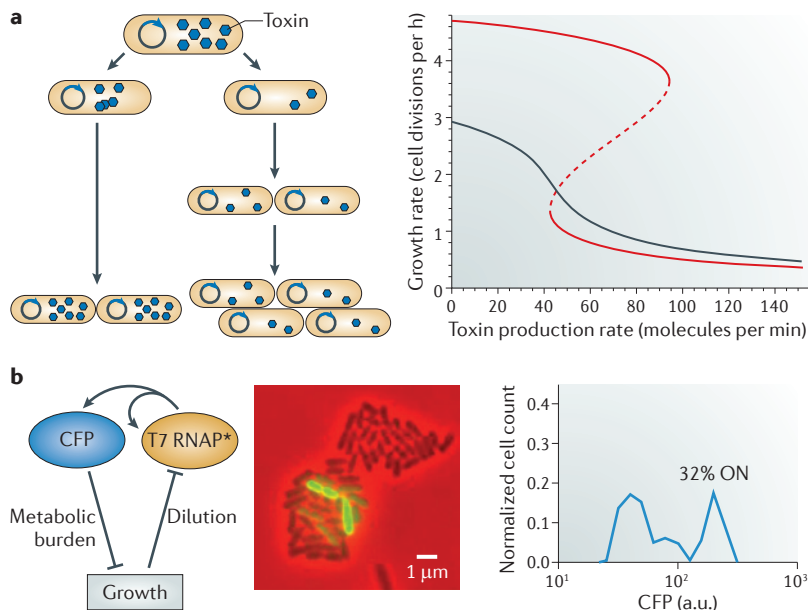 a
Toxin
Growth rate (cell divisions per h)
4
3
2
1
0
0 20 40 60 80 100 120 140
Toxin production rate (molecules per min)
b
CFP
T7 RNAP*
Metabolic
burden
Dilution
Growth
1 μm
Normalized cell count
0.4
0.3
0.2
0.1
0.0
32% ON
10¹ 10² 10³
CFP (a.u.)